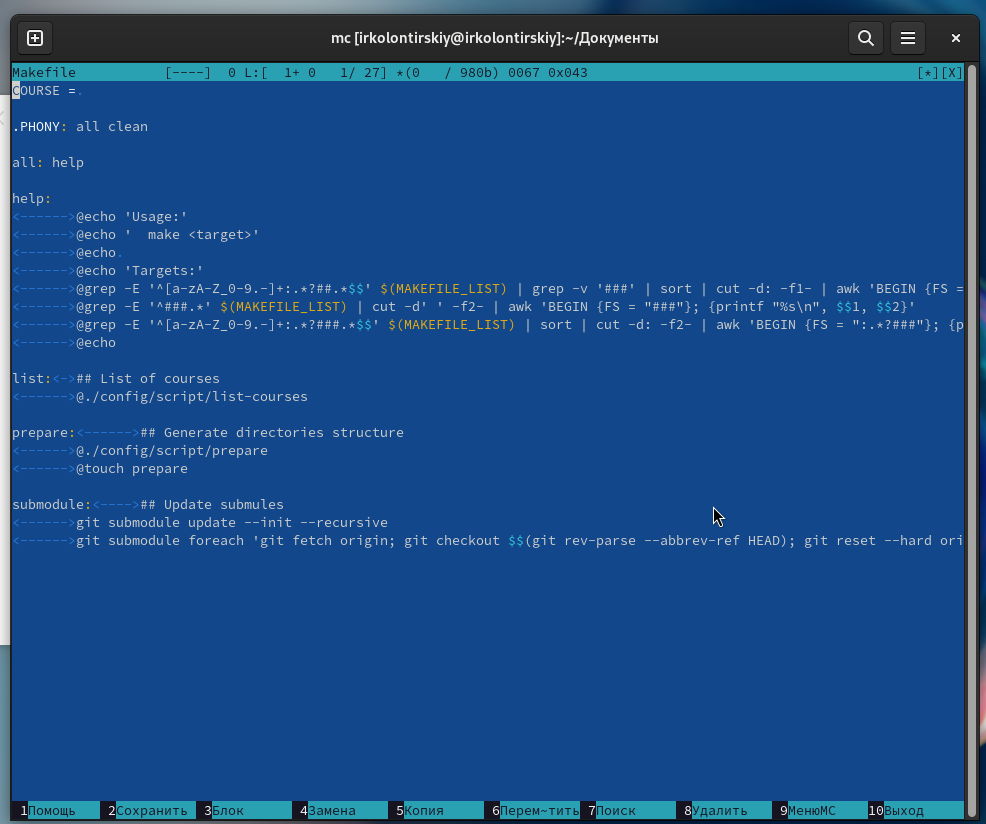 mc [irkolontirskiy@irkolontirskiy]:~/Документы
Makefile [----] 0 L:[ 1+ 0 1/ 27] *(0 / 980b) 0067 0x043 [*][X]
COURSE =.
.PHONY: all clean
all: help
help:
<------>@echo 'Usage:'
<------>@echo '  make <target>'
<------>@echo.
<------>@echo 'Targets:'
<------>@grep -E '^[a-zA-Z_0-9.-]+:.*?##.*$$' $(MAKEFILE_LIST) | grep -v '###' | sort | cut -d: -f1- | awk 'BEGIN {FS =
<------>@grep -E '^###.*' $(MAKEFILE_LIST) | cut -d' ' -f2- | awk 'BEGIN {FS = "###"}; {printf "%s\n", $$1, $$2}'
<------>@grep -E '^[a-zA-Z_0-9.-]+:.*?###.*$$' $(MAKEFILE_LIST) | sort | cut -d: -f2- | awk 'BEGIN {FS = ":.*?###"}; {p
<------>@echo
list:<->## List of courses
<------>@./config/script/list-courses
prepare:<------>## Generate directories structure
<------>@./config/script/prepare
<------>@touch prepare
submodule:<---->## Update submules
<------>git submodule update --init --recursive
<------>git submodule foreach 'git fetch origin; git checkout $$(git rev-parse --abbrev-ref HEAD); git reset --hard ori
1Помощь 2Сохранить 3Блок 4Замена 5Копия 6Перем~тить 7Поиск 8Удалить 9МенюМС 10Выход